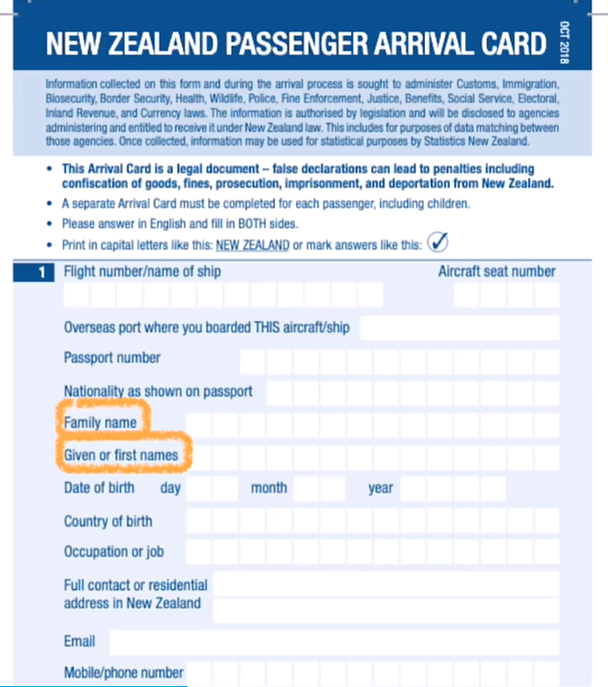 NEW ZEALAND PASSENGER ARRIVAL CARD
OCT 2018
Information collected on this form and during the arrival process is sought to administer Customs, Immigration,
Biosecurity, Border Security, Health, Wildlife, Police, Fine Enforcement, Justice, Benefits, Social Service, Electoral,
Inland Revenue, and Currency laws. The information is authorised by legislation and will be disclosed to agencies
administering and entitled to receive it under New Zealand law. This includes for purposes of data matching between
those agencies. Once collected, information may be used for statistical purposes by Statistics New Zealand.
• This Arrival Card is a legal document – false declarations can lead to penalties including
confiscation of goods, fines, prosecution, imprisonment, and deportation from New Zealand.
• A separate Arrival Card must be completed for each passenger, including children.
• Please answer in English and fill in BOTH sides.
• Print in capital letters like this: NEW ZEALAND or mark answers like this: ✓
1 Flight number/name of ship Aircraft seat number
Overseas port where you boarded THIS aircraft/ship
Passport number
Nationality as shown on passport
Family name
Given or first names
Date of birth day month year
Country of birth
Occupation or job
Full contact or residential
address in New Zealand
Email
Mobile/phone number